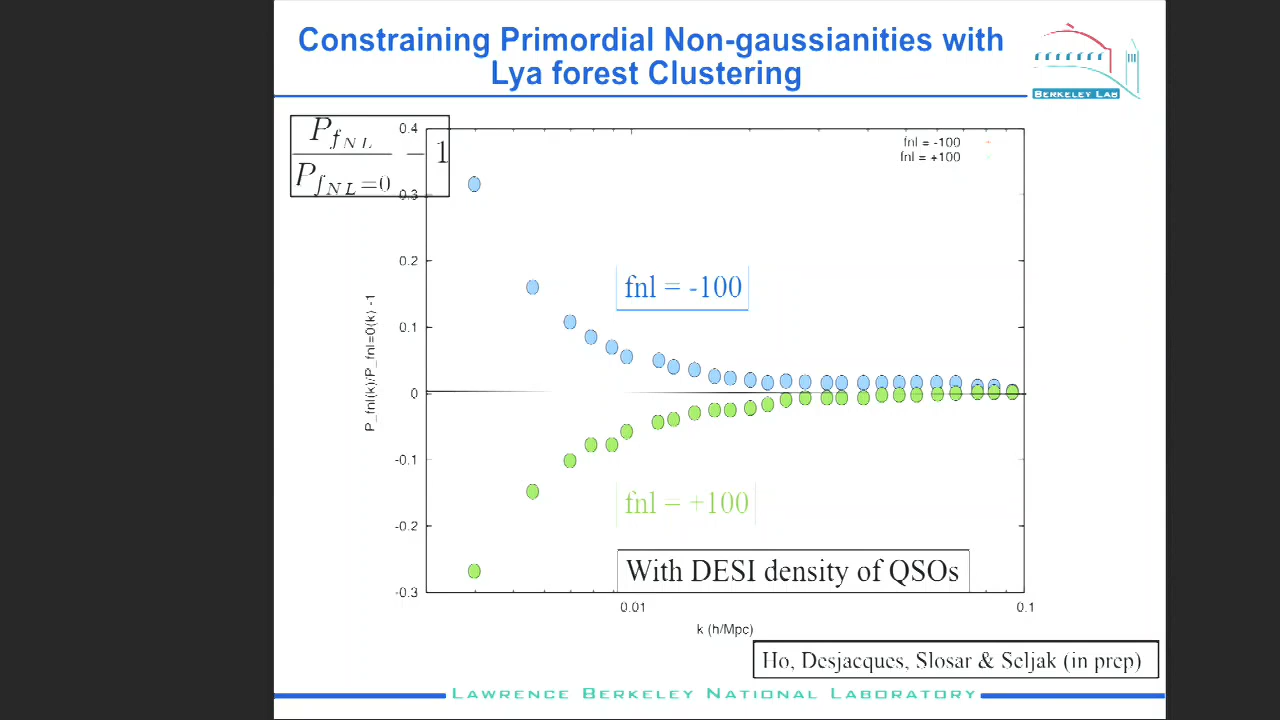 Constraining Primordial Non-gaussianities with
Lya forest Clustering
BERKELEY LAB
P_{f_{NL}}
P_{f_{NL}=0} − 1
0.4
0.3
0.2
0.1
0
-0.1
-0.2
-0.3
P_fnl(k)/P_fnl=0(k) -1
fnl = -100
fnl = +100
fnl = -100
fnl = +100
With DESI density of QSOs
0.01
0.1
k (h/Mpc)
Ho, Desjacques, Slosar & Seljak (in prep)
LAWRENCE BERKELEY NATIONAL LABORATORY